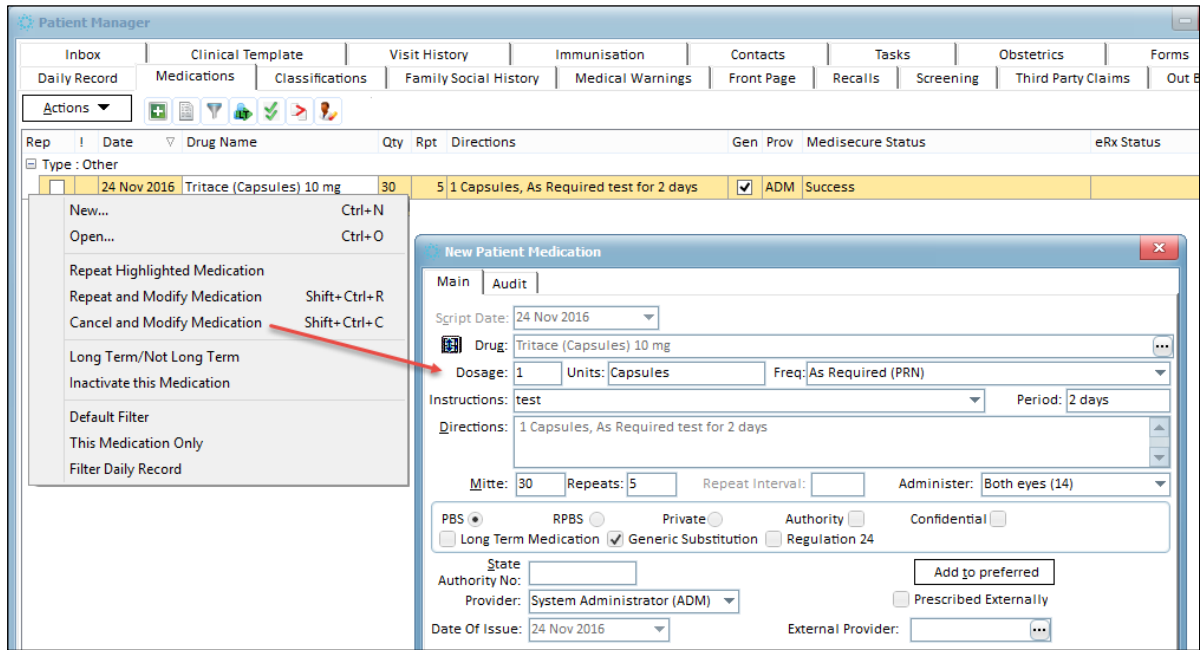 Patient Manager
Inbox Clinical Template Visit History Immunisation Contacts Tasks Obstetrics Forms
Daily Record Medications Classifications Family Social History Medical Warnings Front Page Recalls Screening Third Party Claims Out B
Actions
Rep ! Date Drug Name Qty Rpt Directions Gen Prov Medisecure Status eRx Status
Type : Other
24 Nov 2016 Tritace (Capsules) 10 mg 30 5 1 Capsules, As Required test for 2 days ADM Success
New... Ctrl+N
Open... Ctrl+O
Repeat Highlighted Medication
Repeat and Modify Medication Shift+Ctrl+R
Cancel and Modify Medication Shift+Ctrl+C
Long Term/Not Long Term
Inactivate this Medication
Default Filter
This Medication Only
Filter Daily Record
New Patient Medication
Main Audit
Script Date: 24 Nov 2016
Drug: Tritace (Capsules) 10 mg ...
Dosage: 1 Units: Capsules Freq: As Required (PRN)
Instructions: test Period: 2 days
Directions: 1 Capsules, As Required test for 2 days
Mitte: 30 Repeats: 5 Repeat Interval: Administer: Both eyes (14)
PBS RPBS Private Authority Confidential
Long Term Medication Generic Substitution Regulation 24
State
Authority No: Add to preferred
Provider: System Administrator (ADM) Prescribed Externally
Date Of Issue: 24 Nov 2016 External Provider: ...